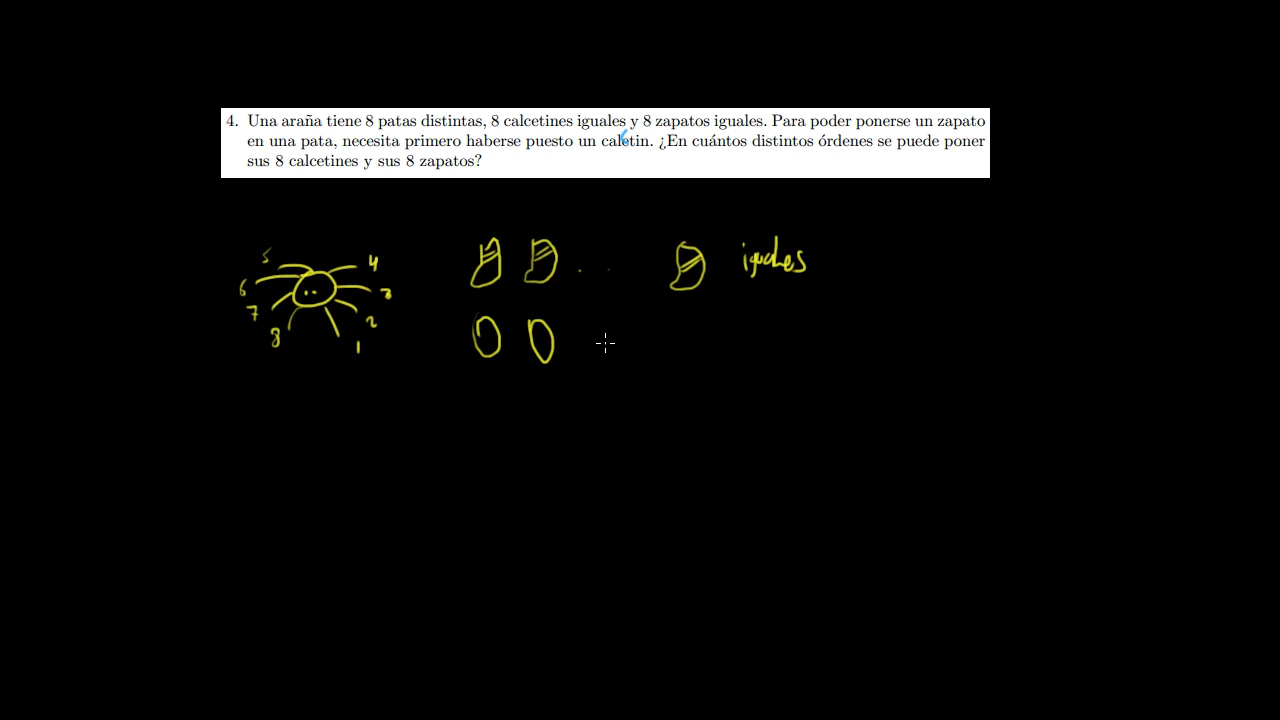 4. Una araña tiene 8 patas distintas, 8 calcetines iguales y 8 zapatos iguales. Para poder ponerse un zapato
en una pata, necesita primero haberse puesto un caletin. ¿En cuántos distintos órdenes se puede poner
sus 8 calcetines y sus 8 zapatos?
5 4
6 3
7 2
8 1
iguales